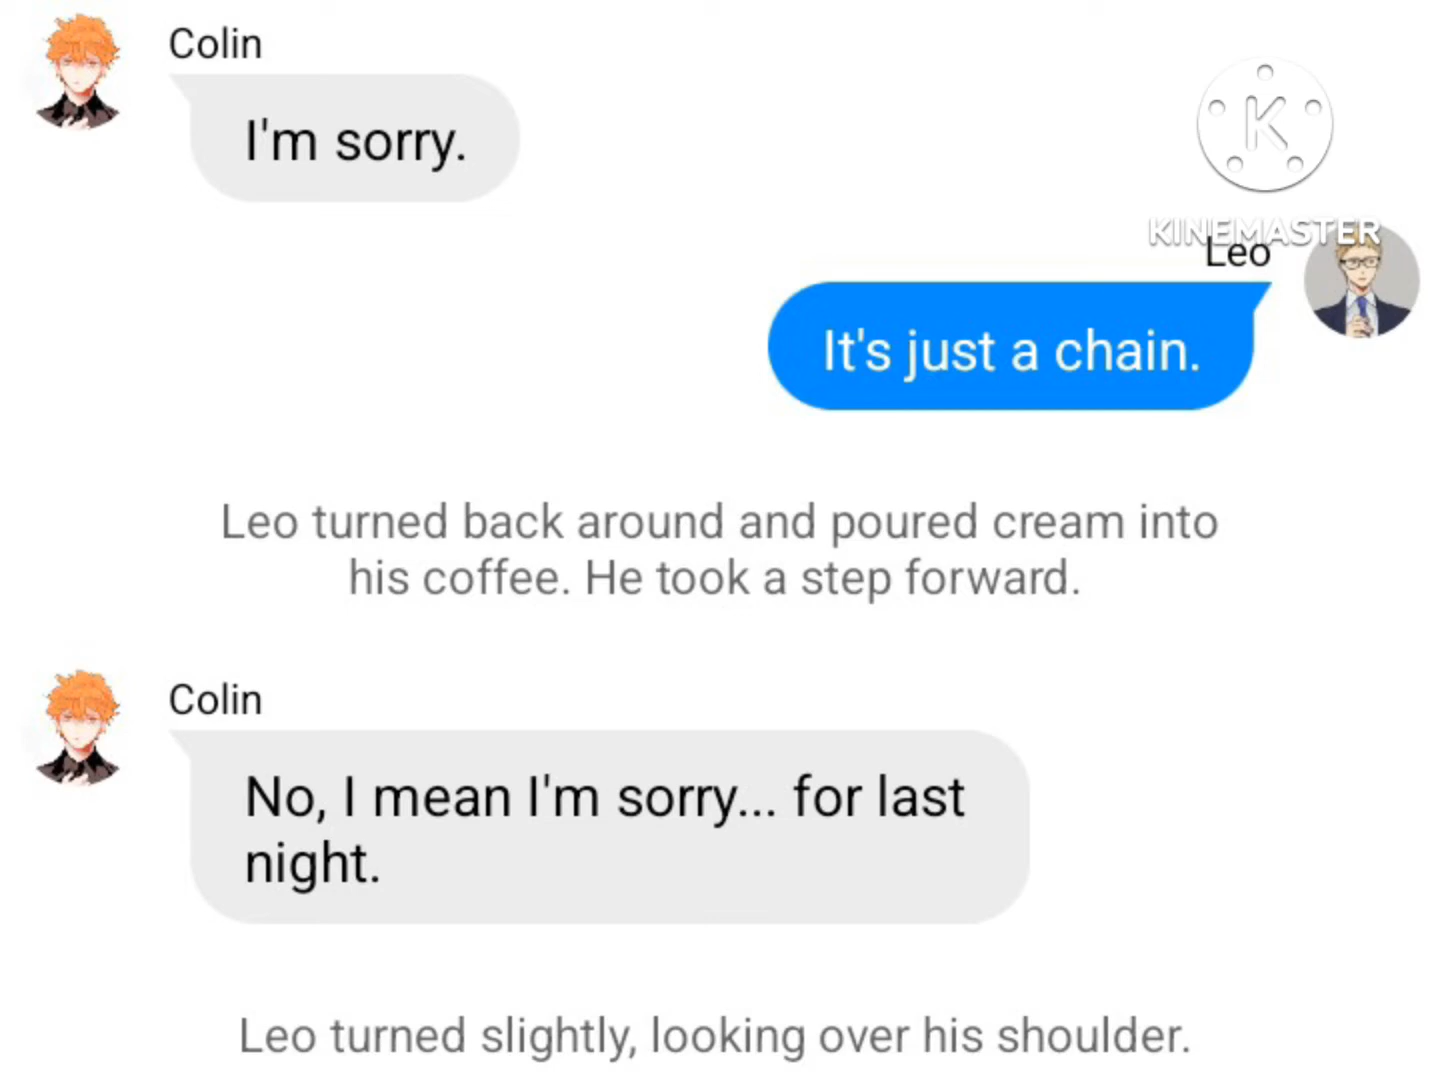 Colin
I'm sorry.
K
KINEMASTER
Leo
It's just a chain.
Leo turned back around and poured cream into
his coffee. He took a step forward.
Colin
No, I mean I'm sorry... for last
night.
Leo turned slightly, looking over his shoulder.